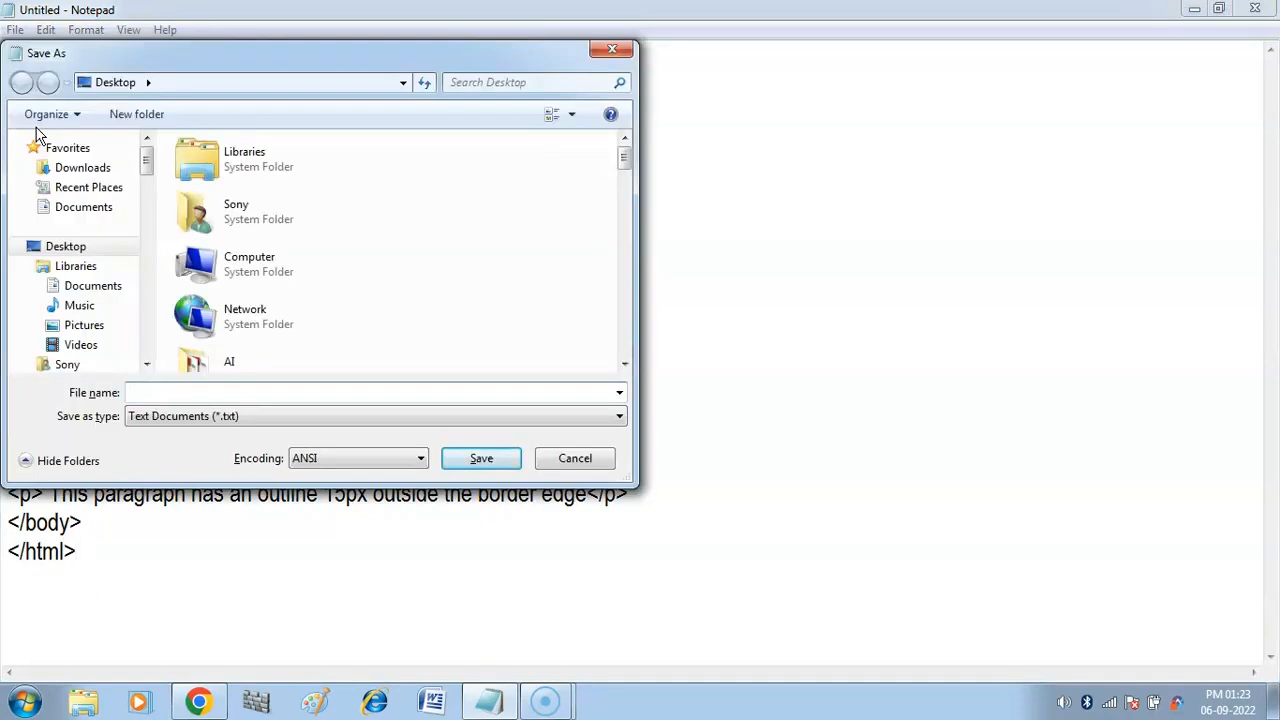 Untitled - Notepad
File Edit Format View Help
Save As
Desktop
Search Desktop
Organize New folder
Favorites
Downloads
Recent Places
Documents
Desktop
Libraries
Documents
Music
Pictures
Videos
Sony
Libraries
System Folder
Sony
System Folder
Computer
System Folder
Network
System Folder
AI
File name:
Save as type: Text Documents (*.txt)
Hide Folders Encoding: ANSI Save Cancel
<p> This paragraph has an outline 15px outside the border edge</p>
</body>
</html>
PM 01:23
06-09-2022